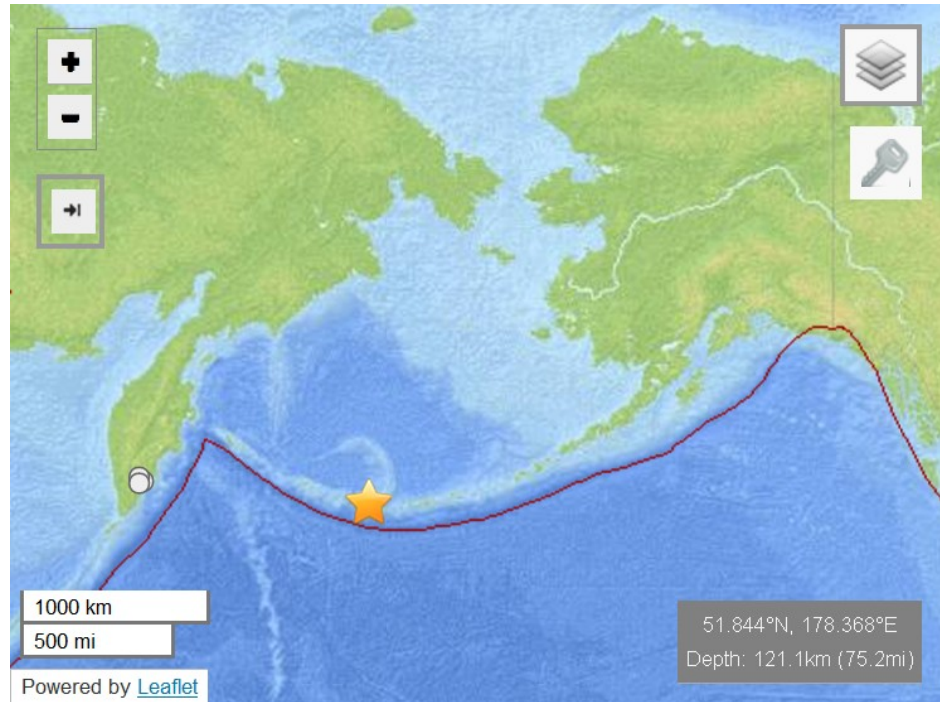 1000 km
500 mi
51.844°N, 178.368°E
Depth: 121.1km (75.2mi)
Powered by Leaflet